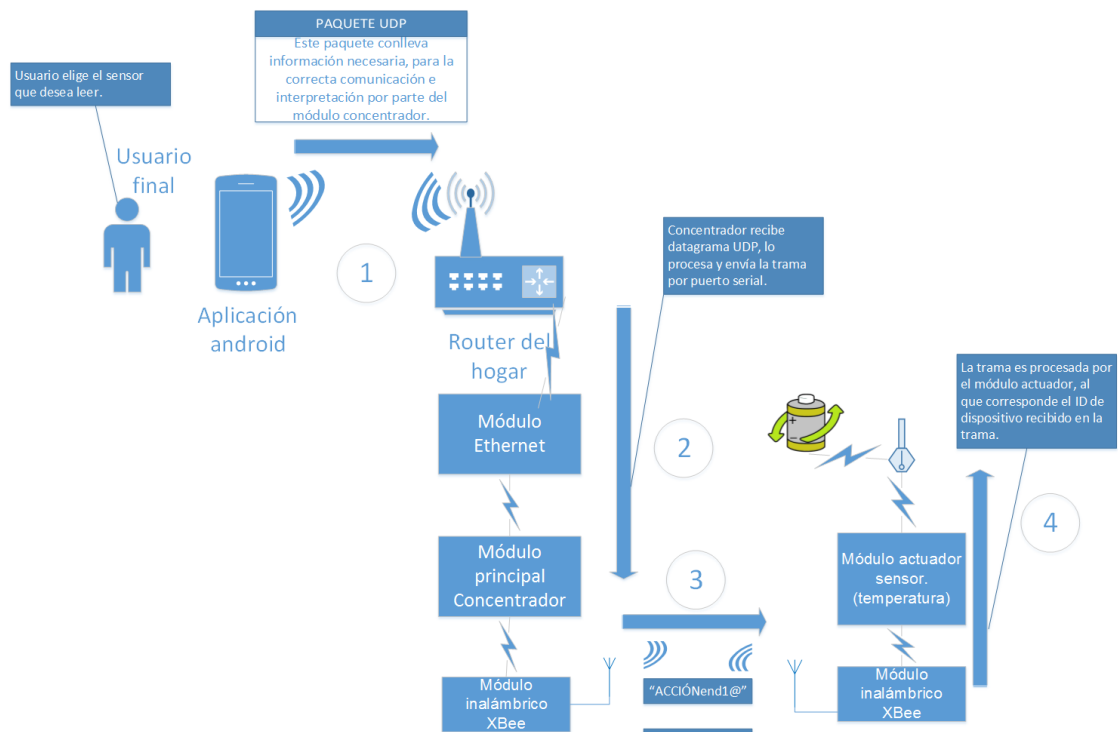 PAQUETE UDP
Este paquete conlleva
información necesaria, para la
correcta comunicación e
interpretación por parte del
módulo concentrador.
Usuario elige el sensor
que desea leer.
Usuario
final
1
Aplicación
android
Router del
hogar
Concentrador recibe
datagrama UDP, lo
procesa y envía la trama
por puerto serial.
2
Módulo
Ethernet
Módulo
principal
Concentrador
Módulo
inalámbrico
XBee
3
"ACCIÓNend1@"
La trama es procesada por
el módulo actuador, al
que corresponde el ID de
dispositivo recibido en la
trama.
4
Módulo actuador
sensor.
(temperatura)
Módulo
inalámbrico
XBee